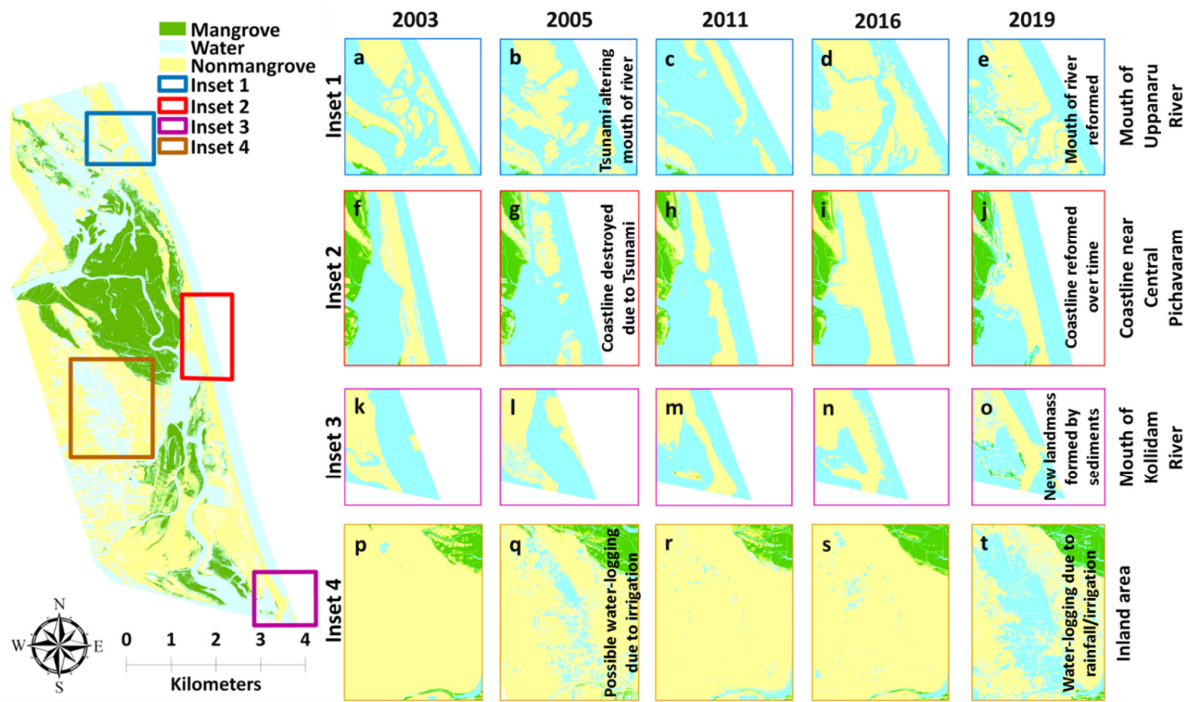 2003 2005 2011 2016 2019
Mangrove
Water
Nonmangrove
Inset 1
Inset 2
Inset 3
Inset 4
Inset 1
a b c d e
Tsunami altering
mouth of river
Mouth of river
reformed
Mouth of
Uppanaru
River
Inset 2
f g h i j
Coastline destroyed
due to Tsunami
Coastline reformed
over time
Coastline near
Central
Pichavaram
Inset 3
k l m n o
New landmass
formed by
sediments
Mouth of
Kollidam
River
Inset 4
p q r s t
Possible water-logging
due to irrigation
Water-logging due to
rainfall/irrigation
Inland area
N
W E
S
0 1 2 3 4
Kilometers